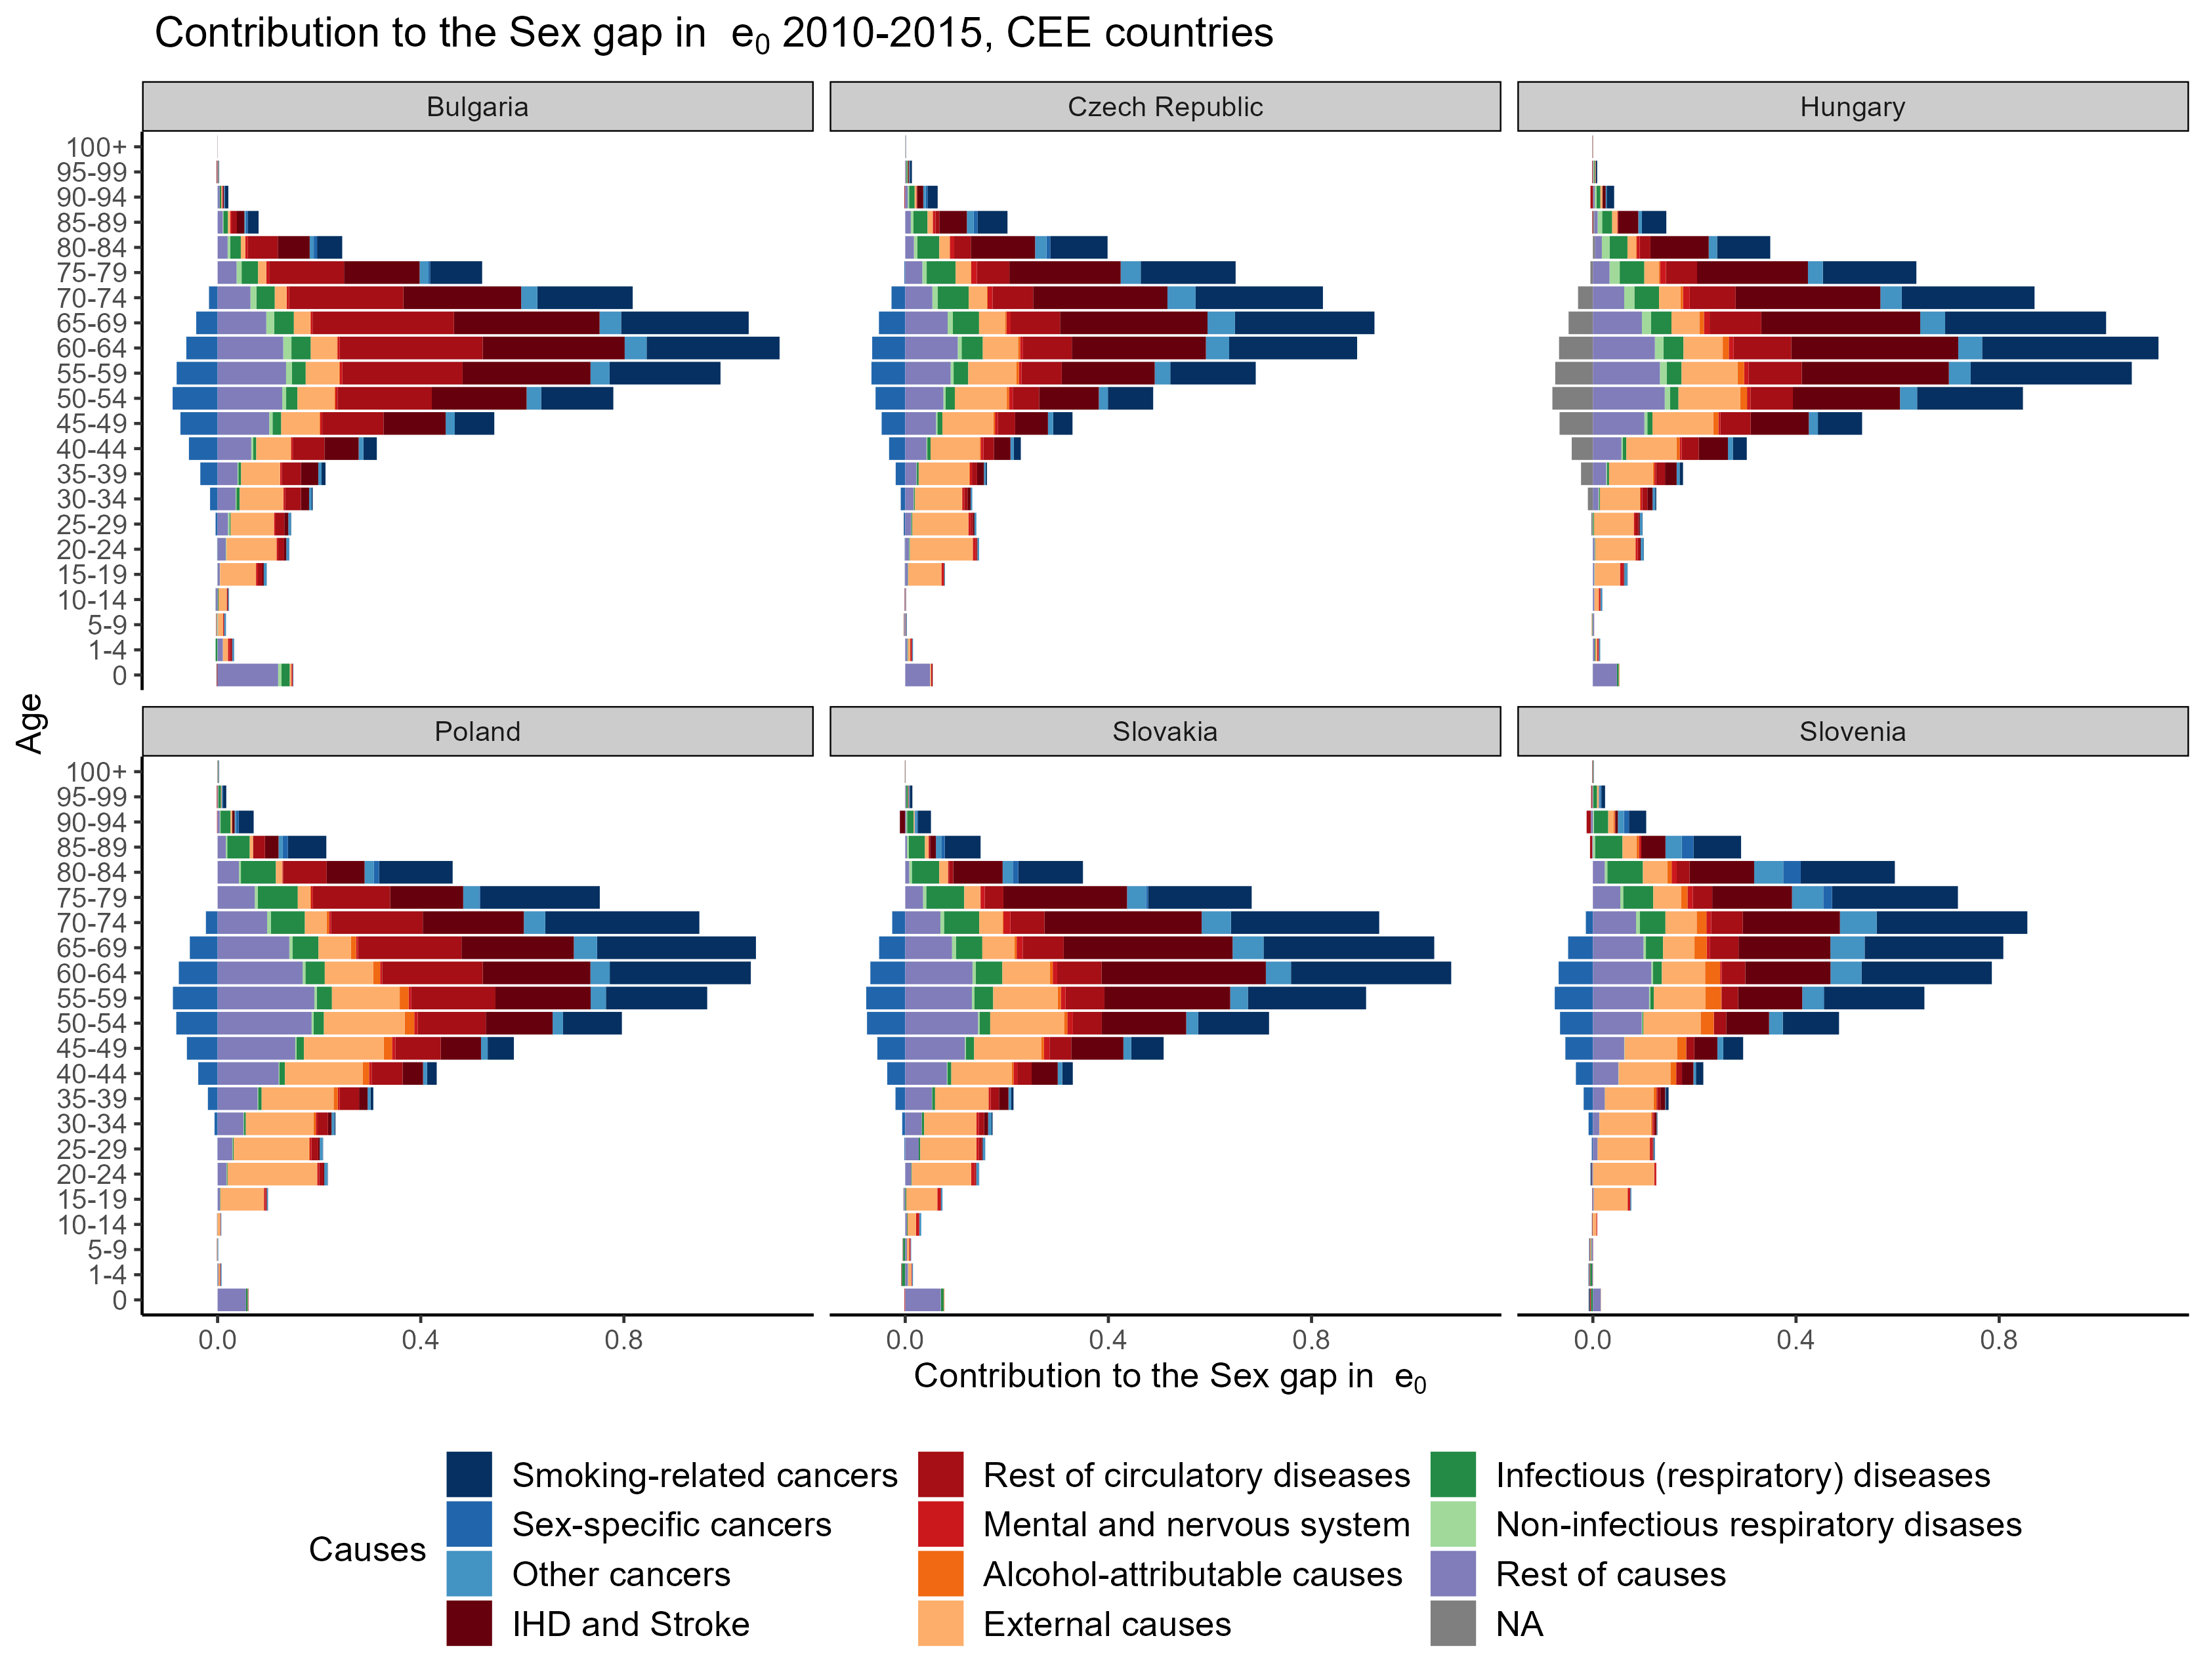 Contribution to the Sex gap in e0 2010-2015, CEE countries
Bulgaria
Czech Republic
Hungary
100+
95-99
90-94
85-89
80-84
75-79
70-74
65-69
60-64
55-59
50-54
45-49
40-44
35-39
30-34
25-29
20-24
15-19
10-14
5-9
1-4
0
Age
Poland
Slovakia
Slovenia
100+
95-99
90-94
85-89
80-84
75-79
70-74
65-69
60-64
55-59
50-54
45-49
40-44
35-39
30-34
25-29
20-24
15-19
10-14
5-9
1-4
0
0.0 0.4 0.8
0.0 0.4 0.8
0.0 0.4 0.8
Contribution to the Sex gap in e0
Causes
Smoking-related cancers
Sex-specific cancers
Other cancers
IHD and Stroke
Rest of circulatory diseases
Mental and nervous system
Alcohol-attributable causes
External causes
Infectious (respiratory) diseases
Non-infectious respiratory disases
Rest of causes
NA